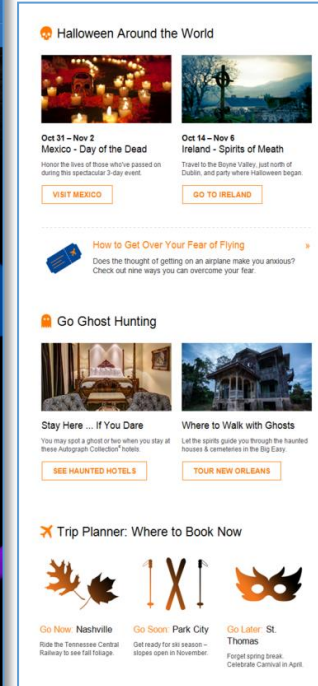 Halloween Around the World
Oct 31 – Nov 2
Mexico - Day of the Dead
Honor the lives of those who've passed on
during this spectacular 3-day event.
VISIT MEXICO
Oct 14 – Nov 6
Ireland - Spirits of Meath
Travel to the Boyne Valley, just north of
Dublin, and party where Halloween began.
GO TO IRELAND
How to Get Over Your Fear of Flying »
Does the thought of getting on an airplane make you anxious?
Check out nine ways you can overcome your fear.
Go Ghost Hunting
Stay Here ... If You Dare
You may spot a ghost or two when you stay at
these Autograph Collection® hotels.
SEE HAUNTED HOTELS
Where to Walk with Ghosts
Let the spirits guide you through the haunted
houses & cemeteries in the Big Easy.
TOUR NEW ORLEANS
Trip Planner: Where to Book Now
Go Now: Nashville
Ride the Tennessee Central
Railway to see fall foliage.
Go Soon: Park City
Get ready for ski season –
slopes open in November.
Go Later: St.
Thomas
Forget spring break.
Celebrate Carnival in April.